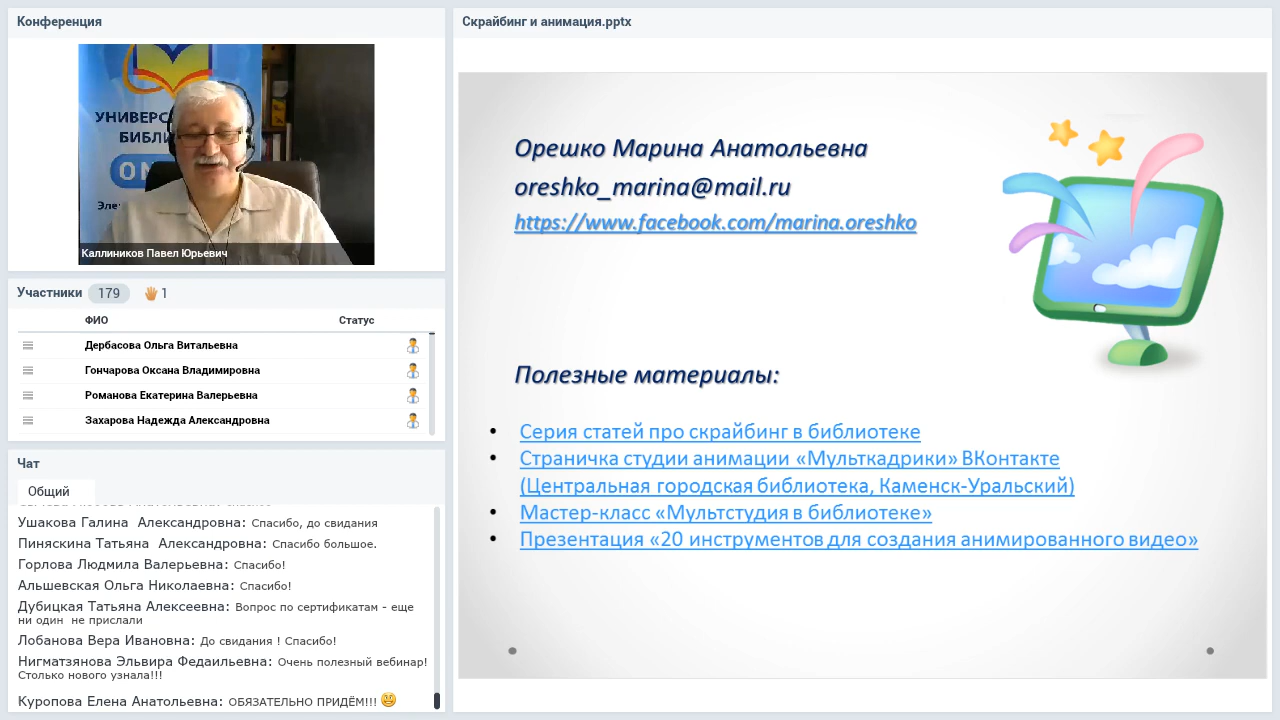 Конференция
УНИВЕРС
БИБЛИ
ON
Эле
Каллиников Павел Юрьевич
Участники 179 1
ФИО Статус
Дербасова Ольга Витальевна
Гончарова Оксана Владимировна
Романова Екатерина Валерьевна
Захарова Надежда Александровна
Чат
Общий
Ушакова Галина Александровна: Спасибо, до свидания
Пиняскина Татьяна Александровна: Спасибо большое.
Горлова Людмила Валерьевна: Спасибо!
Альшевская Ольга Николаевна: Спасибо!
Дубицкая Татьяна Алексеевна: Вопрос по сертификатам - еще
ни один не прислали
Лобанова Вера Ивановна: До свидания ! Спасибо!
Нигматзянова Эльвира Федаильевна: Очень полезный вебинар!
Столько нового узнала!!!
Куропова Елена Анатольевна: ОБЯЗАТЕЛЬНО ПРИДЁМ!!!
Скрайбинг и анимация.pptx
Орешко Марина Анатольевна
oreshko_marina@mail.ru
https://www.facebook.com/marina.oreshko
Полезные материалы:
• Серия статей про скрайбинг в библиотеке
• Страничка студии анимации «Мульткадрики» ВКонтакте
(Центральная городская библиотека, Каменск-Уральский)
• Мастер-класс «Мультстудия в библиотеке»
• Презентация «20 инструментов для создания анимированного видео»